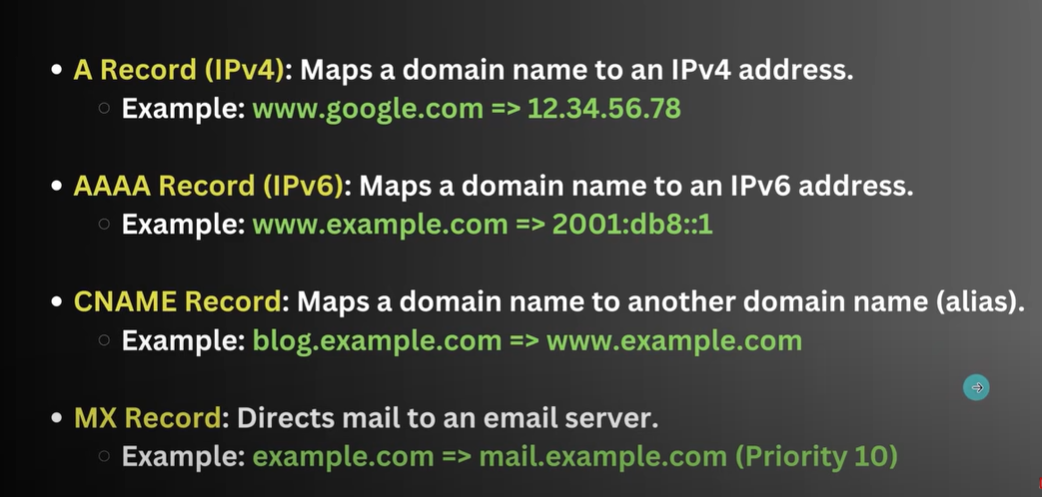 • A Record (IPv4): Maps a domain name to an IPv4 address.
○ Example: www.google.com => 12.34.56.78
• AAAA Record (IPv6): Maps a domain name to an IPv6 address.
○ Example: www.example.com => 2001:db8::1
• CNAME Record: Maps a domain name to another domain name (alias).
○ Example: blog.example.com => www.example.com
• MX Record: Directs mail to an email server.
○ Example: example.com => mail.example.com (Priority 10)